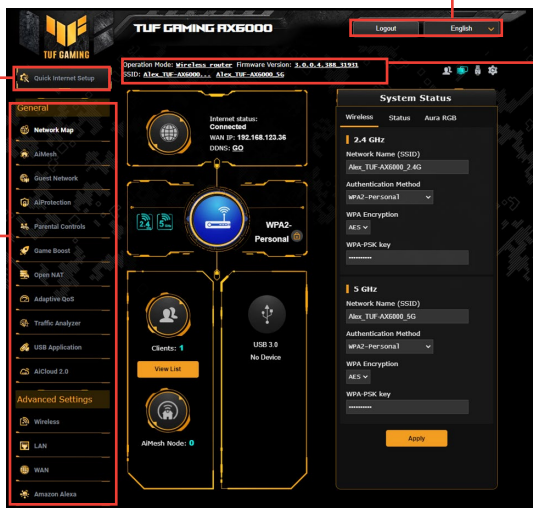 TUF GAMING AX6000
Logout
English
TUF GAMING
Operation Mode: Wireless router Firmware Version: 3.0.0.4.388_31931
SSID: Alex_TUF-AX6000... Alex_TUF-AX6000_5G
Quick Internet Setup
General
Network Map
AiMesh
Guest Network
AiProtection
Parental Controls
Game Boost
Open NAT
Adaptive QoS
Traffic Analyzer
USB Application
AiCloud 2.0
Advanced Settings
Wireless
LAN
WAN
Amazon Alexa
Internet status:
Connected
WAN IP: 192.168.123.36
DDNS: GO
2.4
5
WPA2-
Personal
Clients: 1
View List
AiMesh Node: 0
USB 3.0
No Device
System Status
Wireless Status Aura RGB
2.4 GHz
Network Name (SSID)
Alex_TUF-AX6000_2.4G
Authentication Method
WPA2-Personal
WPA Encryption
AES
WPA-PSK key
5 GHz
Network Name (SSID)
Alex_TUF-AX6000_5G
Authentication Method
WPA2-Personal
WPA Encryption
AES
WPA-PSK key
Apply